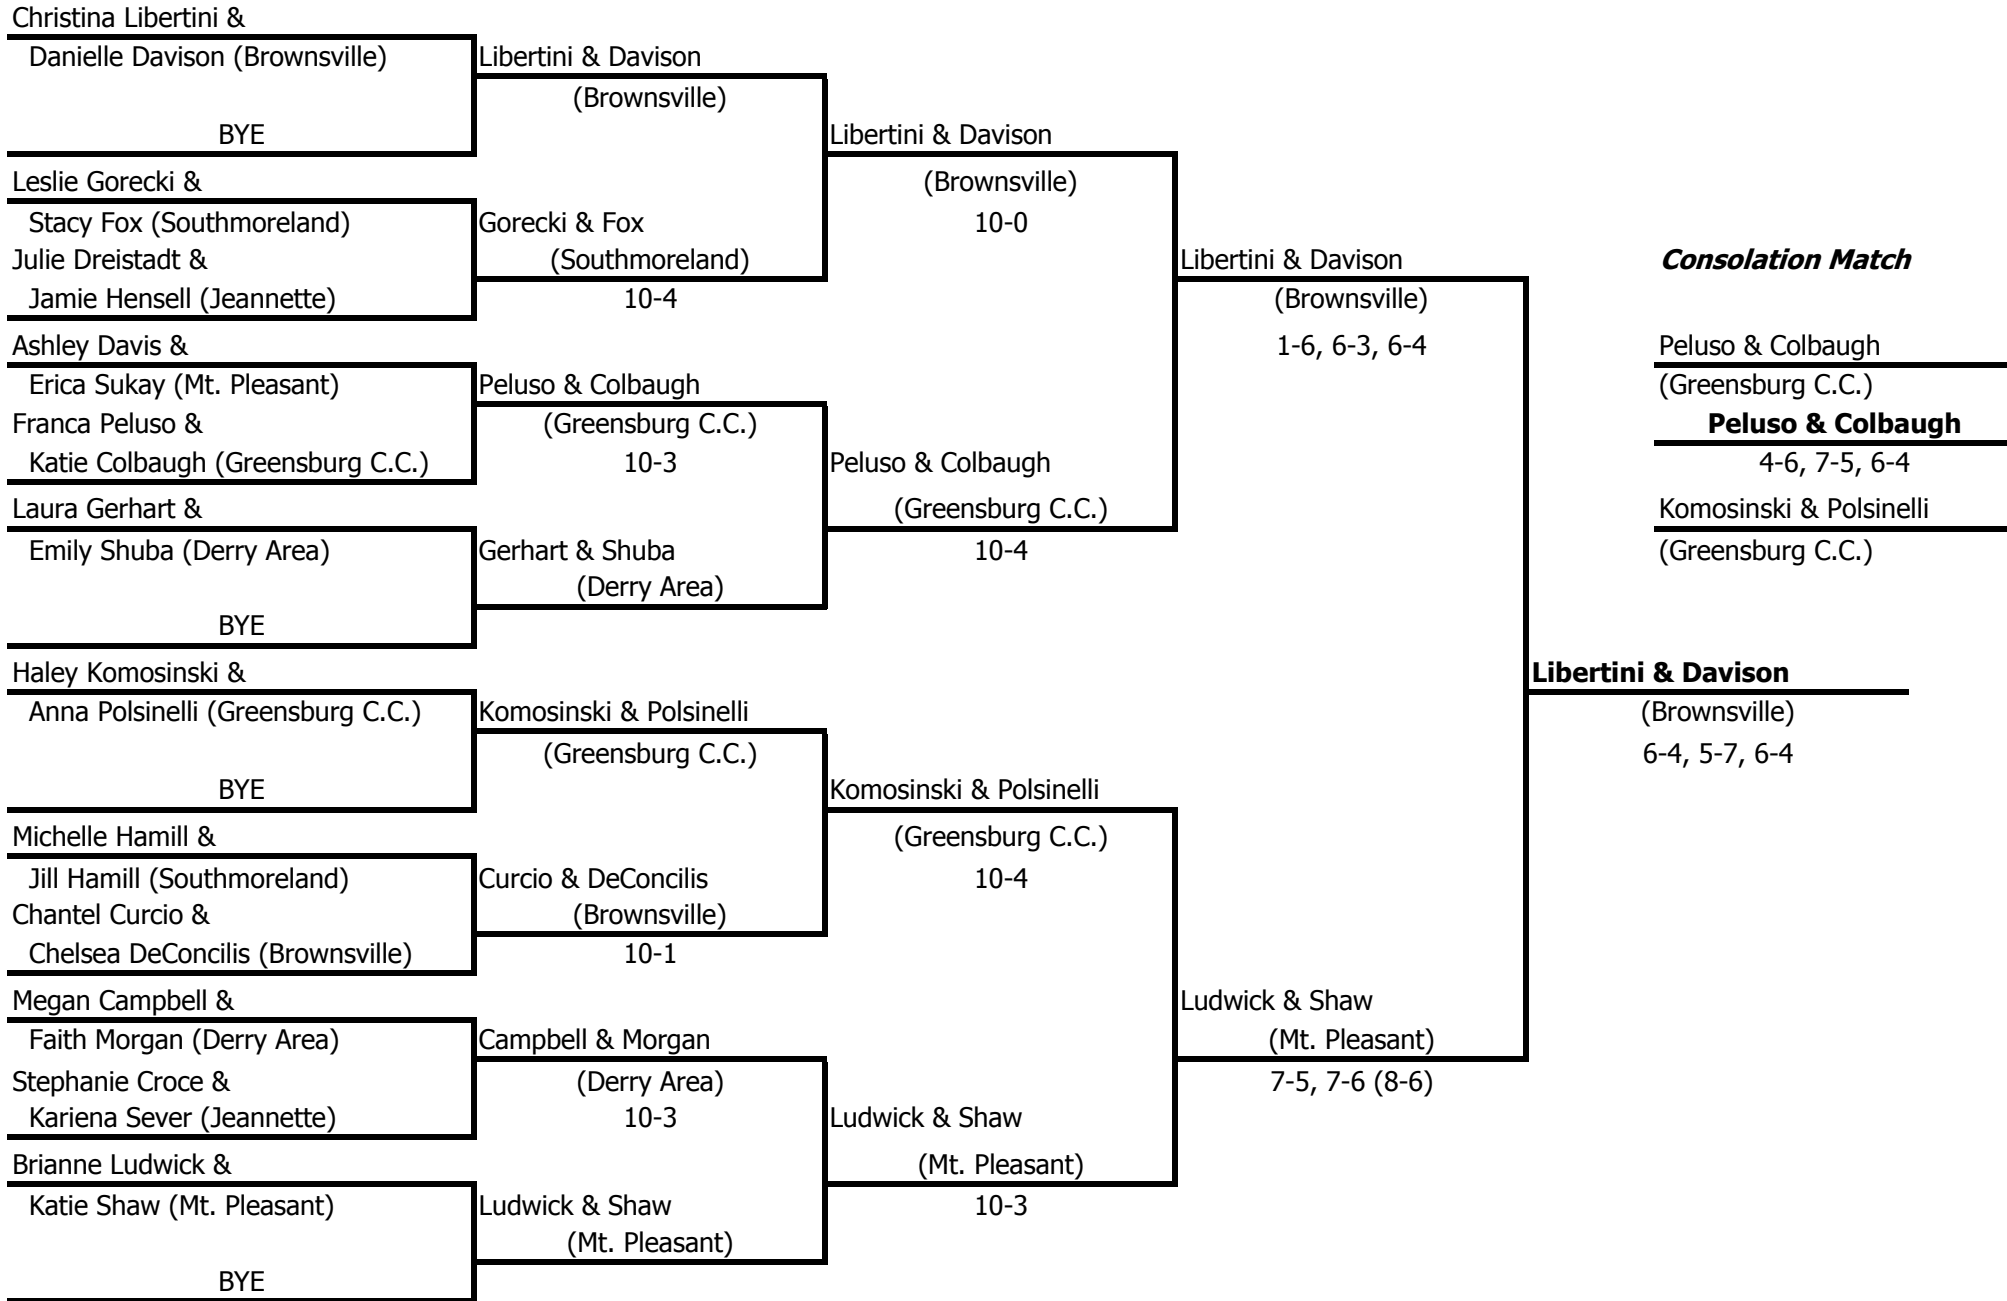 Christina Libertini &
Danielle Davison (Brownsville)
BYE
Leslie Gorecki &
Stacy Fox (Southmoreland)
Julie Dreistadt &
Jamie Hensell (Jeannette)
Ashley Davis &
Erica Sukay (Mt. Pleasant)
Franca Peluso &
Katie Colbaugh (Greensburg C.C.)
Laura Gerhart &
Emily Shuba (Derry Area)
BYE
Haley Komosinski &
Anna Polsinelli (Greensburg C.C.)
BYE
Michelle Hamill &
Jill Hamill (Southmoreland)
Chantel Curcio &
Chelsea DeConcilis (Brownsville)
Megan Campbell &
Faith Morgan (Derry Area)
Stephanie Croce &
Kariena Sever (Jeannette)
Brianne Ludwick &
Katie Shaw (Mt. Pleasant)
BYE
Libertini & Davison
(Brownsville)
Gorecki & Fox
(Southmoreland)
10-4
Peluso & Colbaugh
(Greensburg C.C.)
10-3
Gerhart & Shuba
(Derry Area)
Komosinski & Polsinelli
(Greensburg C.C.)
Curcio & DeConcilis
(Brownsville)
10-1
Campbell & Morgan
(Derry Area)
10-3
Ludwick & Shaw
(Mt. Pleasant)
Libertini & Davison
(Brownsville)
10-0
Peluso & Colbaugh
(Greensburg C.C.)
10-4
Komosinski & Polsinelli
(Greensburg C.C.)
10-4
Ludwick & Shaw
(Mt. Pleasant)
10-3
Libertini & Davison
(Brownsville)
1-6, 6-3, 6-4
Ludwick & Shaw
(Mt. Pleasant)
7-5, 7-6 (8-6)
Libertini & Davison
(Brownsville)
6-4, 5-7, 6-4
Consolation Match
Peluso & Colbaugh
(Greensburg C.C.)
Peluso & Colbaugh
4-6, 7-5, 6-4
Komosinski & Polsinelli
(Greensburg C.C.)